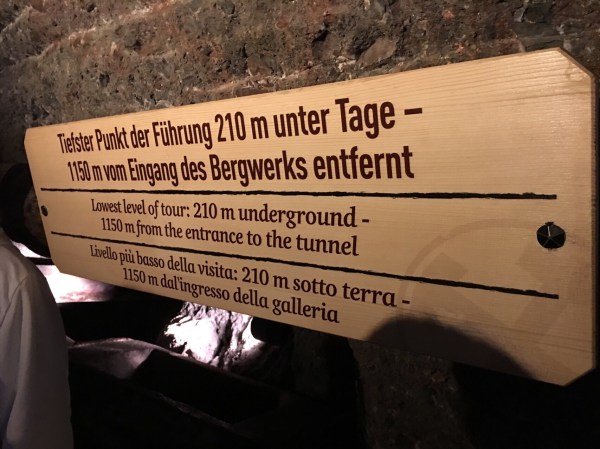 Tiefster Punkt der Führung 210 m unter Tage –
1150 m vom Eingang des Bergwerks entfernt
Lowest level of tour: 210 m underground -
1150 m from the entrance to the tunnel
Livello più basso della visita: 210 m sotto terra -
1150 m dal'ingresso della galleria